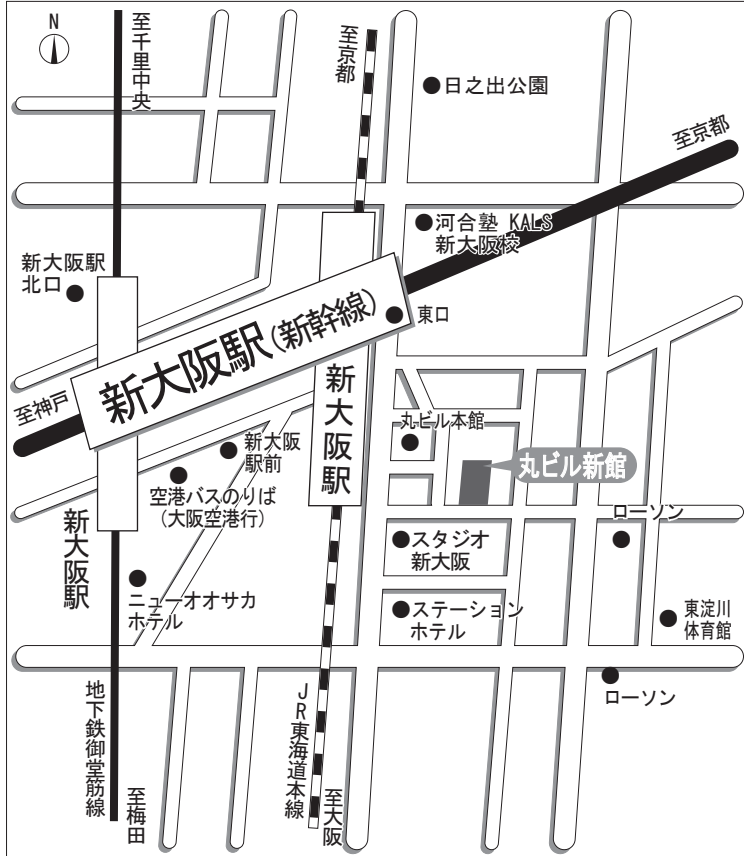 N
至千里中央
至京都
日之出公園
至京都
河合塾 KALS
新大阪校
新大阪駅
北口
東口
新大阪駅(新幹線)
至神戸
新大阪駅
丸ビル本館
新大阪
駅前
丸ビル新館
空港バスのりば
(大阪空港行)
新大阪駅
ローソン
スタジオ
新大阪
ニューオオサカ
ホテル
ステーション
ホテル
東淀川
体育館
地下鉄御堂筋線
至梅田
JR東海道本線
至大阪
ローソン